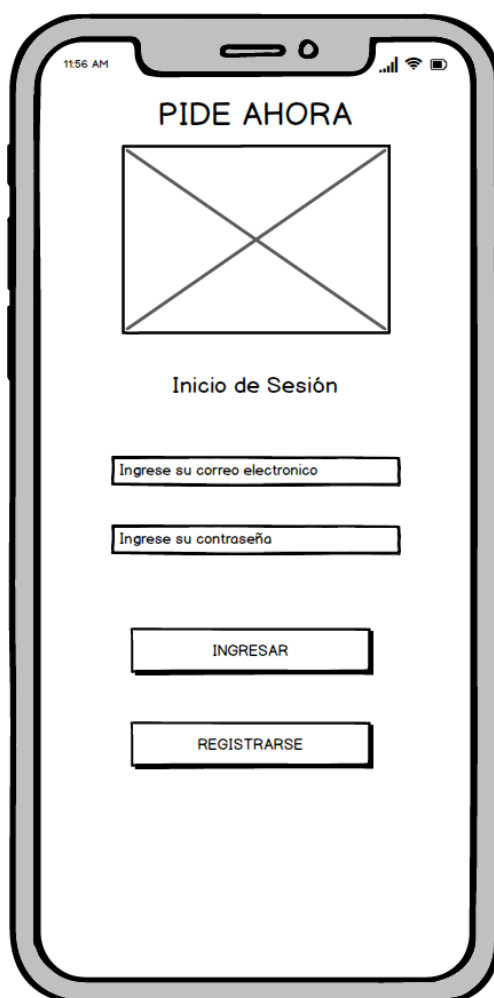 11:56 AM
PIDE AHORA
Inicio de Sesión
Ingrese su correo electronico
Ingrese su contraseña
INGRESAR
REGISTRARSE